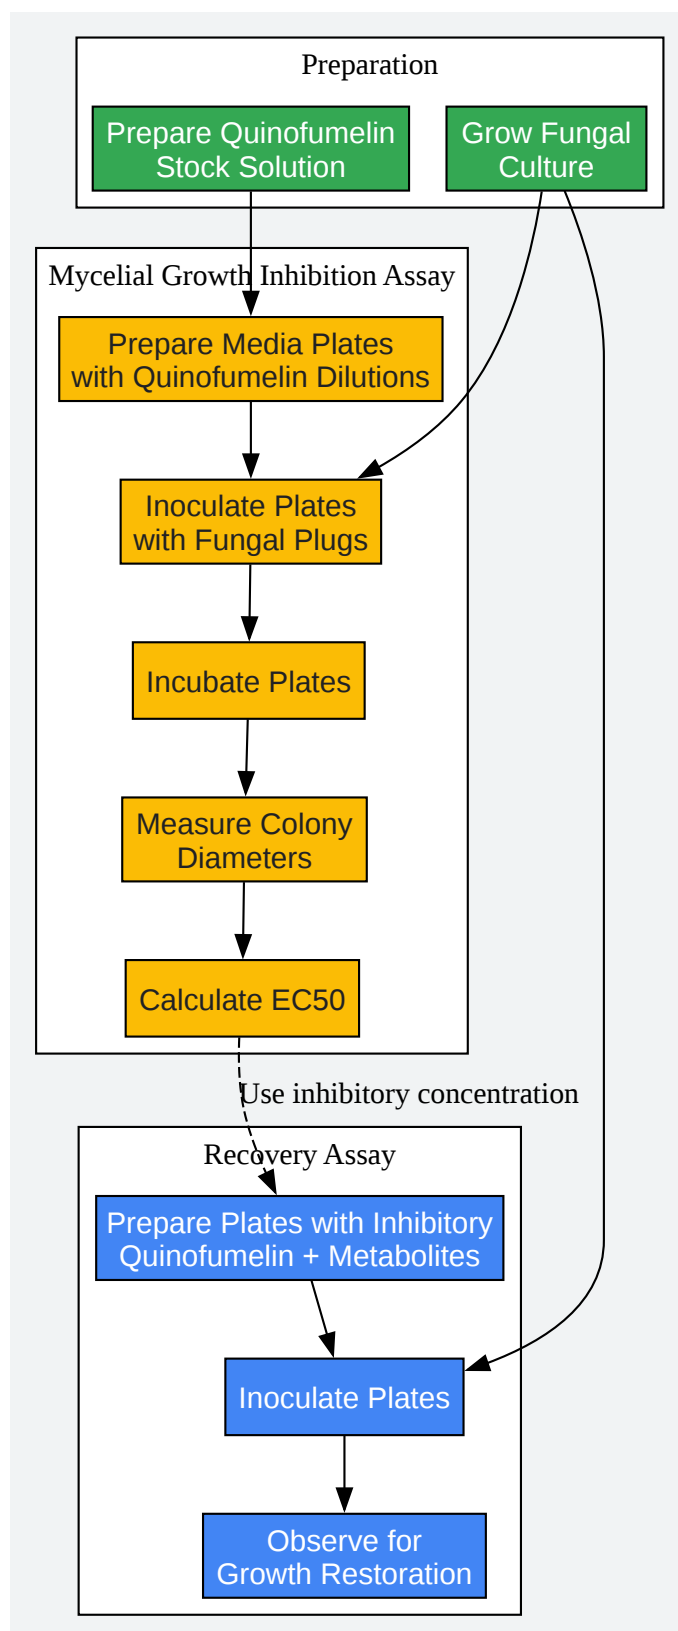 Preparation
Prepare Quinofumelin
Stock Solution
Grow Fungal
Culture
Mycelial Growth Inhibition Assay
Prepare Media Plates
with Quinofumelin Dilutions
Inoculate Plates
with Fungal Plugs
Incubate Plates
Measure Colony
Diameters
Calculate EC50
Use inhibitory concentration
Recovery Assay
Prepare Plates with Inhibitory
Quinofumelin + Metabolites
Inoculate Plates
Observe for
Growth Restoration